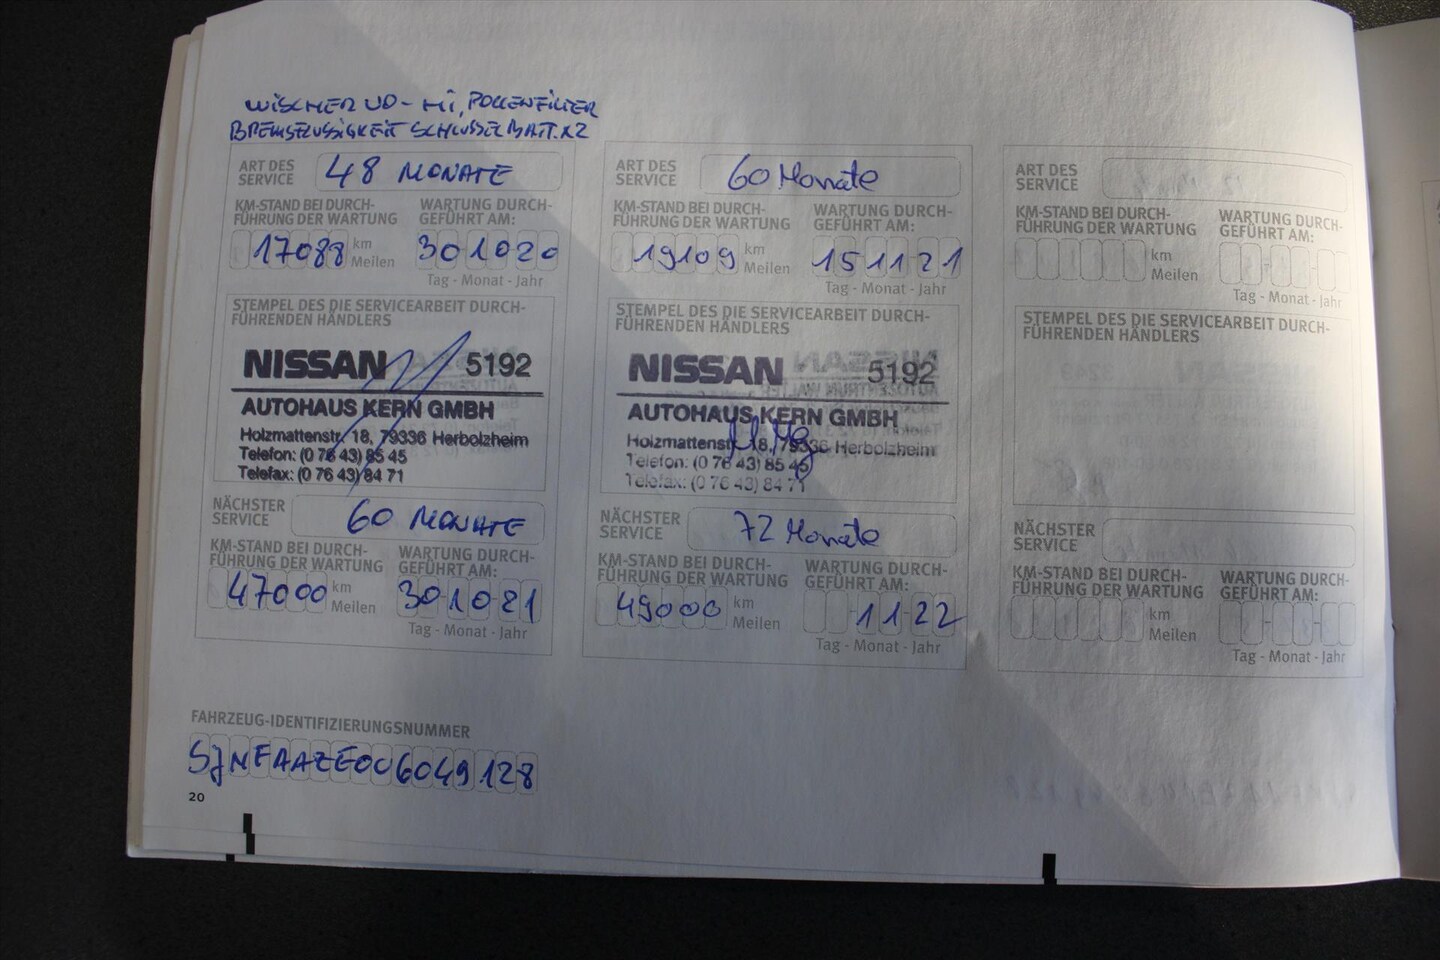 WISCHER VO - HI, POLLENFILTER
BREMSFLÜSSIGKEIT SCHLÜSSELBATT. X2
ART DES SERVICE 48 MONATE
KM-STAND BEI DURCH-
FÜHRUNG DER WARTUNG
17088 km
Meilen
WARTUNG DURCH-
GEFÜHRT AM:
301020
Tag - Monat - Jahr
STEMPEL DES DIE SERVICEARBEIT DURCH-
FÜHRENDEN HÄNDLERS
NISSAN 5192
AUTOHAUS KERN GMBH
Holzmattenstr. 18, 79336 Herbolzheim
Telefon: (0 76 43) 85 45
Telefax: (0 76 43) 84 71
NÄCHSTER SERVICE 60 MONATE
KM-STAND BEI DURCH-
FÜHRUNG DER WARTUNG
47000 km
Meilen
WARTUNG DURCH-
GEFÜHRT AM:
30-10-21
Tag - Monat - Jahr
ART DES SERVICE 60 Monate
KM-STAND BEI DURCH-
FÜHRUNG DER WARTUNG
19109 km
Meilen
WARTUNG DURCH-
GEFÜHRT AM:
151121
Tag - Monat - Jahr
STEMPEL DES DIE SERVICEARBEIT DURCH-
FÜHRENDEN HÄNDLERS
NISSAN 5192
AUTOHAUS KERN GMBH
Holzmattenstr. 18, 79336 Herbolzheim
Telefon: (0 76 43) 85 45
Telefax: (0 76 43) 84 71
NÄCHSTER SERVICE 72 Monate
KM-STAND BEI DURCH-
FÜHRUNG DER WARTUNG
49000 km
Meilen
WARTUNG DURCH-
GEFÜHRT AM:
11-22
Tag - Monat - Jahr
ART DES SERVICE
KM-STAND BEI DURCH-
FÜHRUNG DER WARTUNG
km
Meilen
WARTUNG DURCH-
GEFÜHRT AM:
Tag - Monat - Jahr
STEMPEL DES DIE SERVICEARBEIT DURCH-
FÜHRENDEN HÄNDLERS
NÄCHSTER SERVICE
KM-STAND BEI DURCH-
FÜHRUNG DER WARTUNG
km
Meilen
WARTUNG DURCH-
GEFÜHRT AM:
Tag - Monat - Jahr
FAHRZEUG-IDENTIFIZIERUNGSNUMMER
SJNFAAZE0U6049128
20